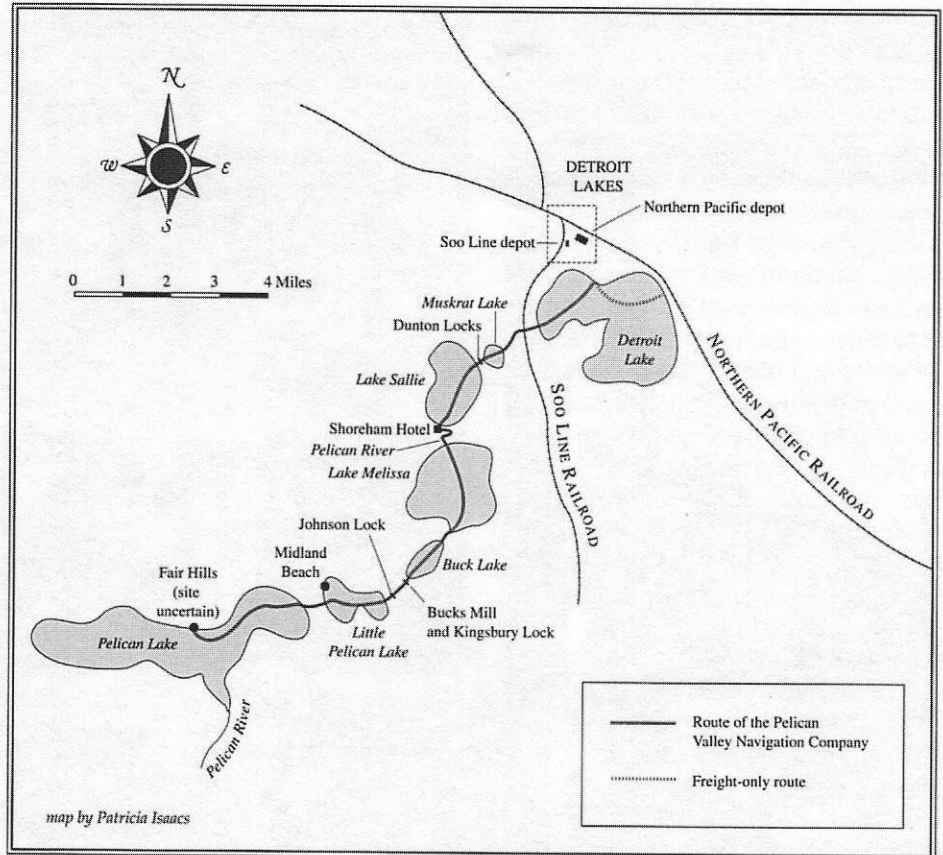 N
W
E
S
0 1 2 3 4 Miles
DETROIT
LAKES
Northern Pacific depot
Soo Line depot
Muskrat Lake
Dunton Locks
Detroit
Lake
Lake Sallie
Shoreham Hotel
Pelican River
Lake Melissa
SOO LINE RAILROAD
NORTHERN PACIFIC RAILROAD
Johnson Lock
Midland
Beach
Buck Lake
Fair Hills
(site
uncertain)
Bucks Mill
and Kingsbury Lock
Little
Pelican Lake
Pelican Lake
Pelican River
Route of the Pelican
Valley Navigation Company
Freight-only route
map by Patricia Isaacs